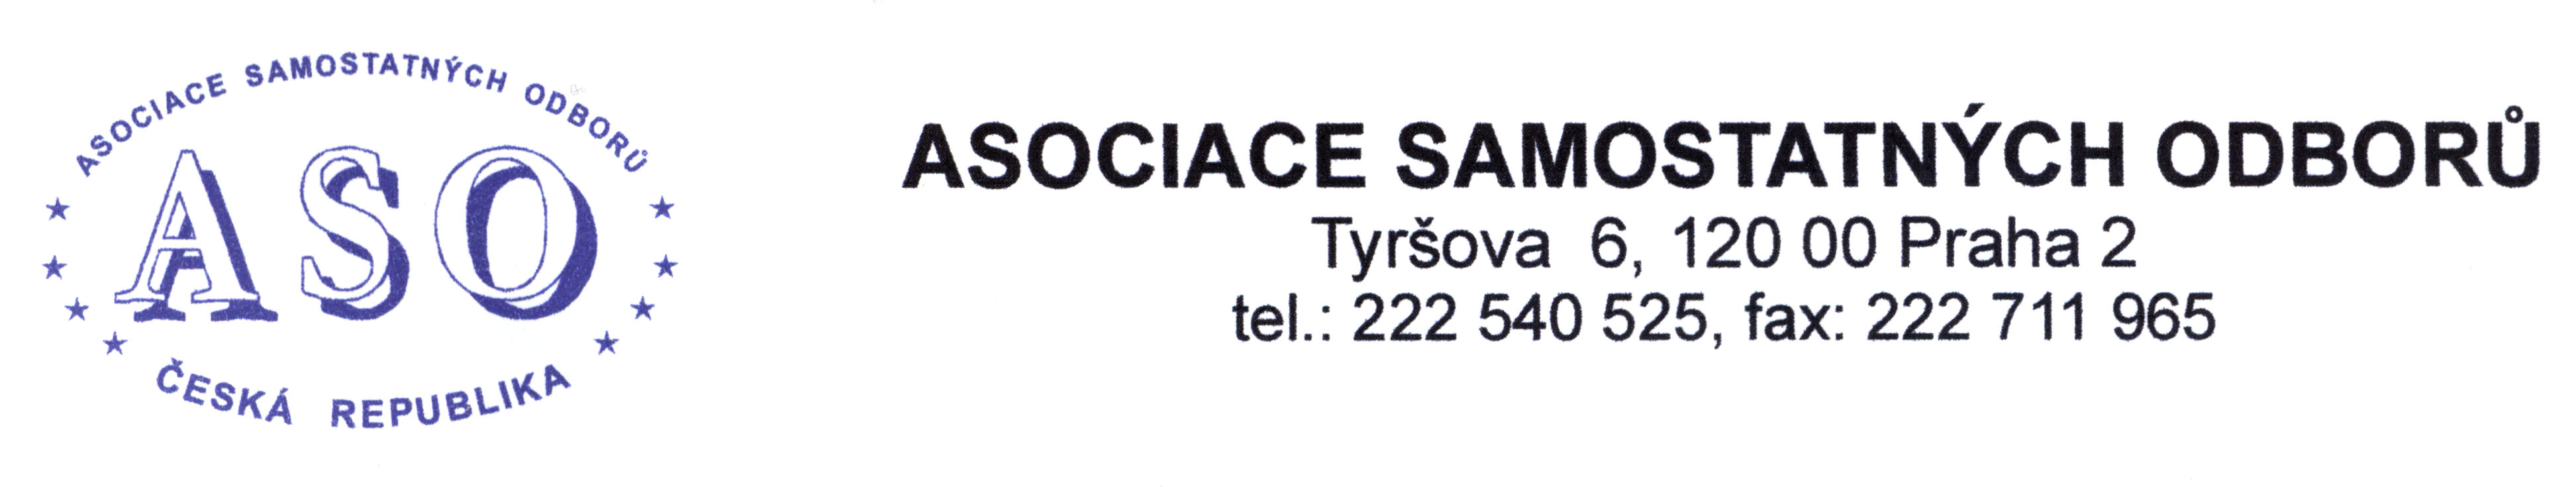 ASOCIACE SAMOSTATNÝCH ODBORŮ
ASO
ČESKÁ REPUBLIKA
ASOCIACE SAMOSTATNÝCH ODBORŮ
Tyršova 6, 120 00 Praha 2
tel.: 222 540 525, fax: 222 711 965